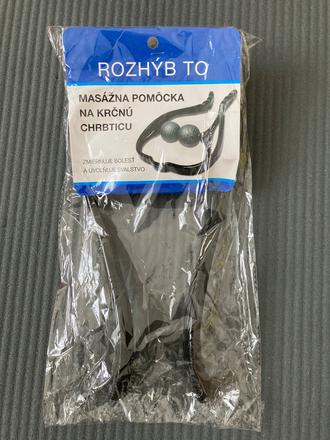 ROZHÝB TO
MASÁŽNA POMÔCKA
NA KRČNÚ
CHRBTICU
ZMIERŇUJE BOLESŤ
A UVOĽŇUJE SVALSTVO